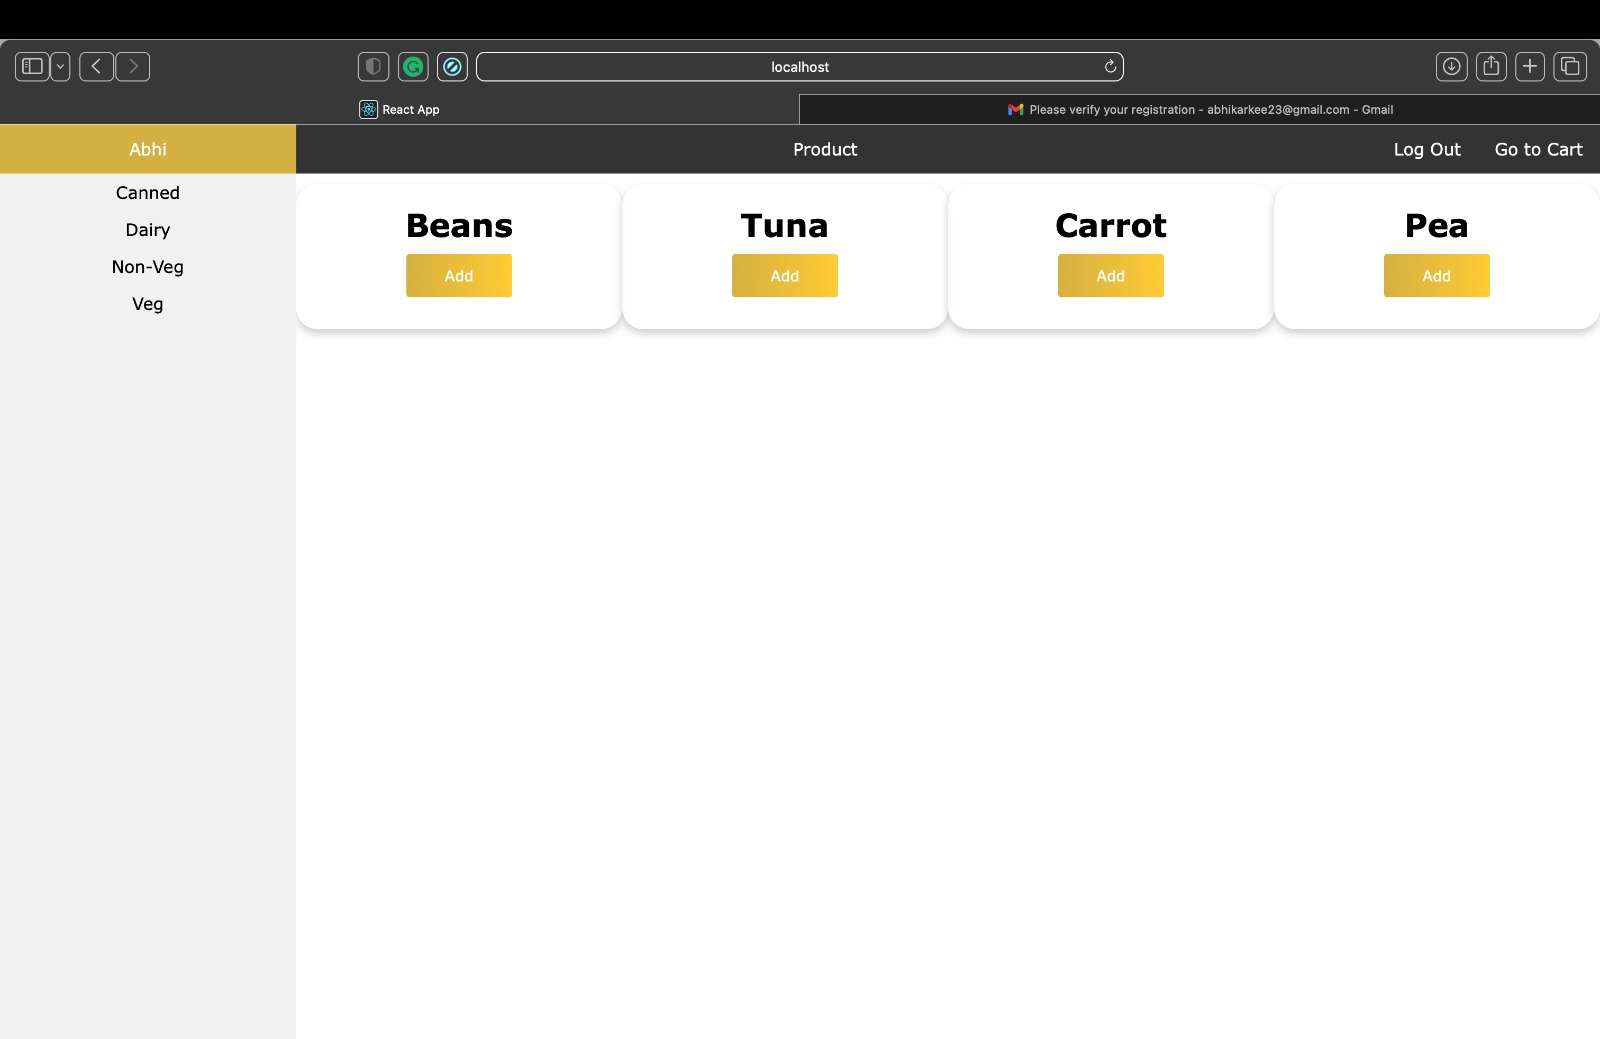 localhost
React App
Please verify your registration - abhikarkee23@gmail.com - Gmail
Abhi
Product
Log Out
Go to Cart
Canned
Dairy
Non-Veg
Veg
Beans
Tuna
Carrot
Pea
Add
Add
Add
Add